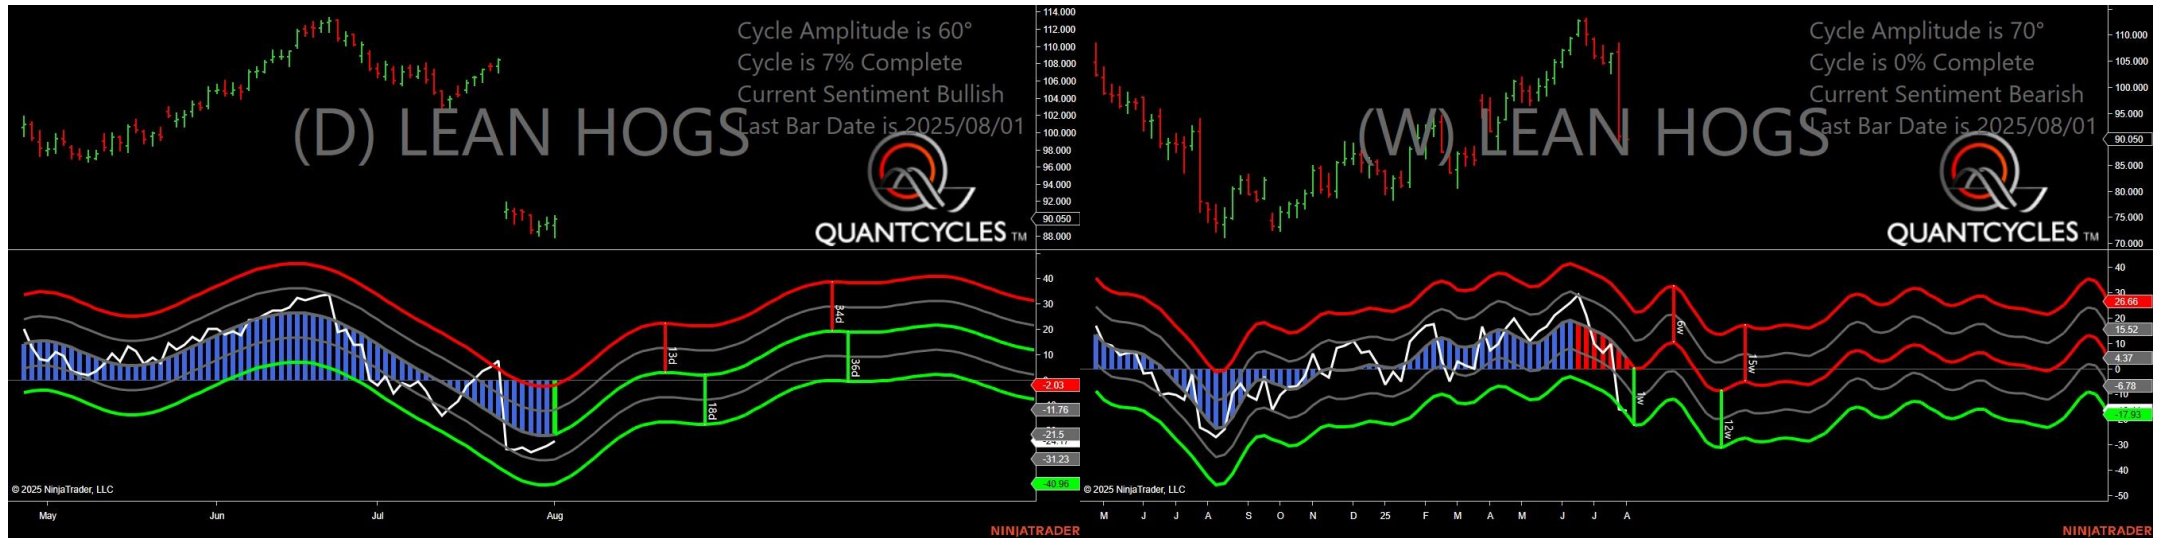 Cycle Amplitude is 60°
Cycle is 7% Complete
Current Sentiment Bullish
Last Bar Date is 2025/08/01
(D) LEAN HOGS
QUANTCYCLES TM
114.000
112.000
110.000
108.000
106.000
104.000
102.000
100.000
98.000
96.000
94.000
92.000
90.050
88.000
40
30
20
10
-2.03
-11.76
-21.5
-31.23
-40.96
13d
18d
34d
36d
© 2025 NinjaTrader, LLC
May
Jun
Jul
Aug
NINJATRADER
Cycle Amplitude is 70°
Cycle is 0% Complete
Current Sentiment Bearish
Last Bar Date is 2025/08/01
(W) LEAN HOGS
QUANTCYCLES TM
110.000
105.000
100.000
95.000
90.050
85.000
80.000
75.000
70.000
40
30
26.66
20
15.52
10
4.37
0
-6.78
-10
-17.93
-30
-40
-50
6w
15w
1w
12w
© 2025 NinjaTrader, LLC
M
J
J
A
S
O
N
D
25
F
M
A
M
J
J
A
NINJATRADER